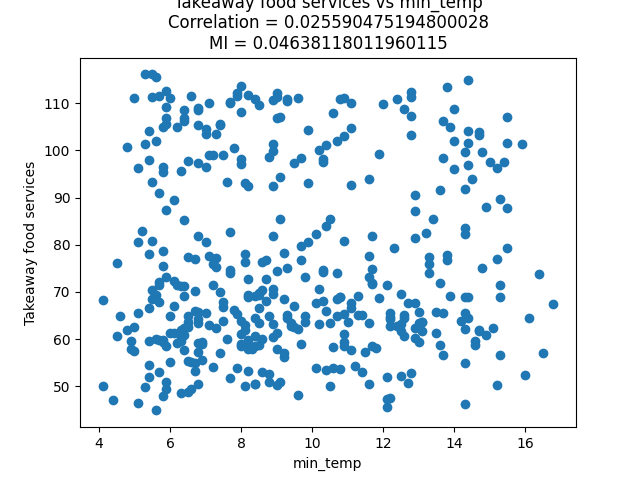 Takeaway food services vs min_temp
Correlation = 0.025590475194800028
MI = 0.04638118011960115
Takeaway food services
110
100
90
80
70
60
50
4 6 8 10 12 14 16
min_temp